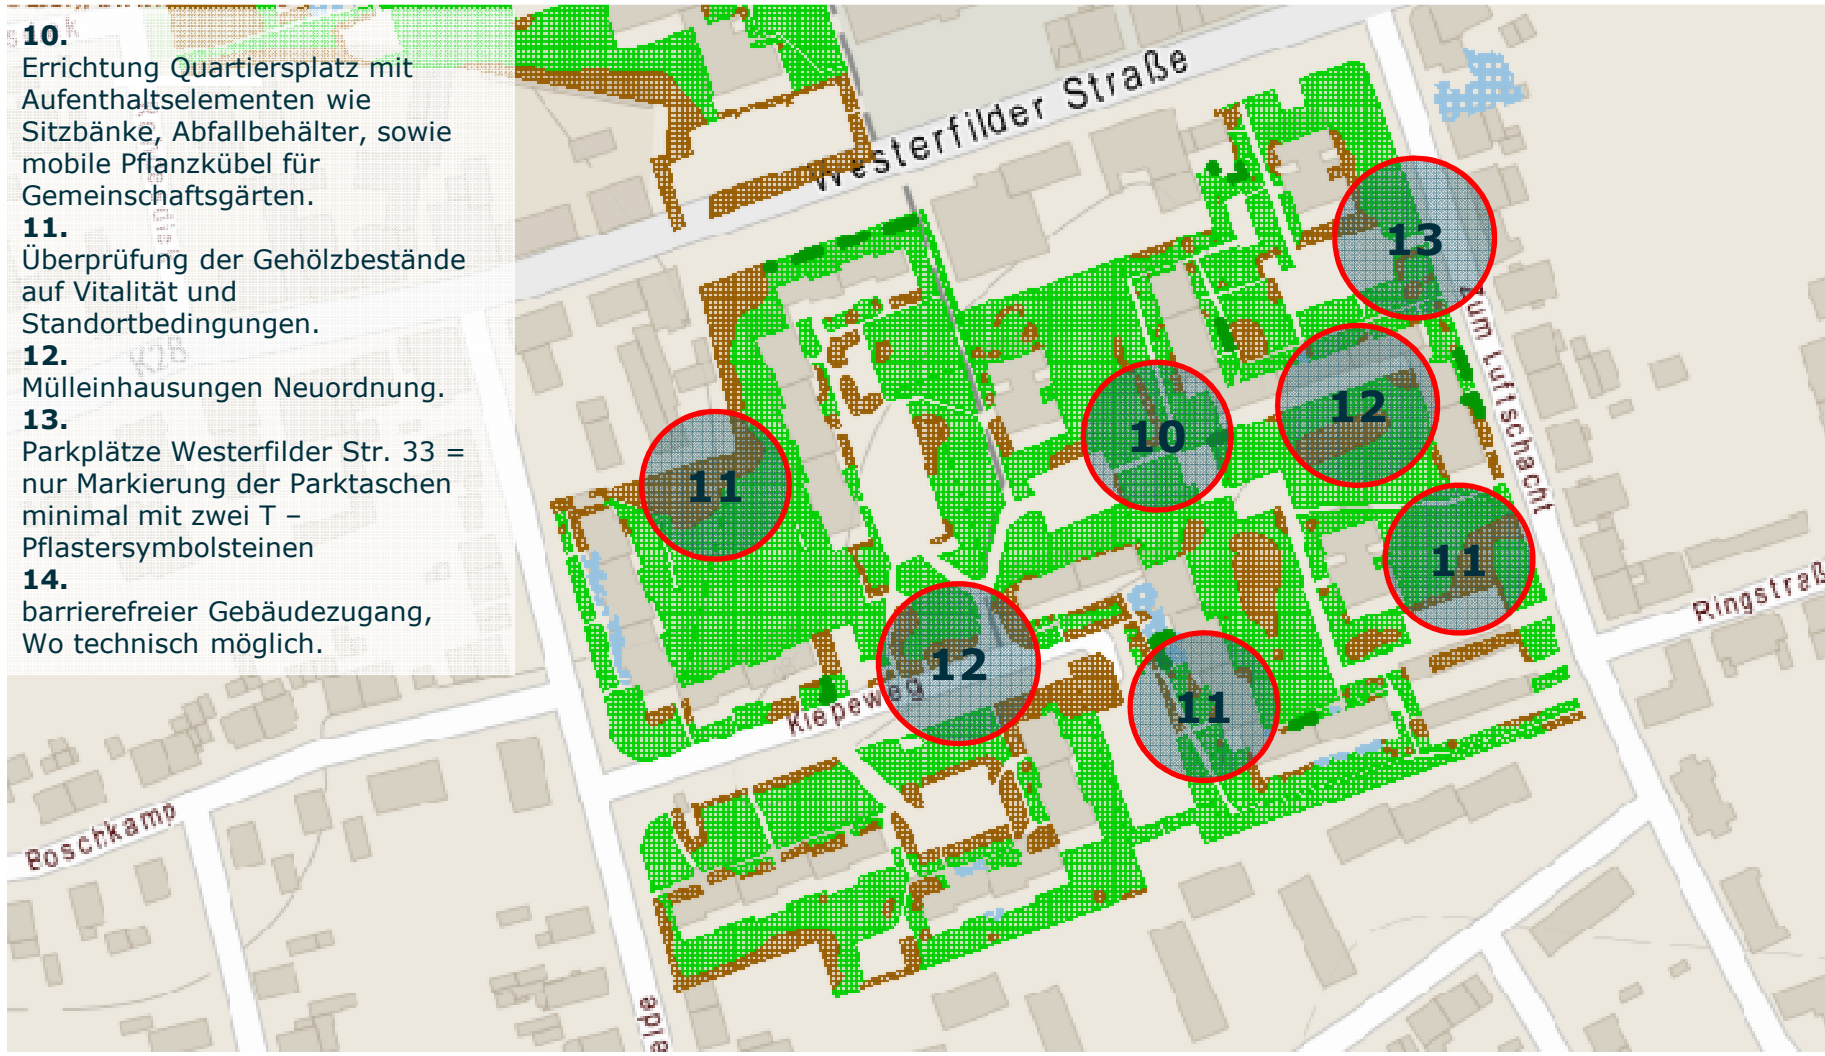 10.
Errichtung Quartiersplatz mit
Aufenthaltselementen wie
Sitzbänke, Abfallbehälter, sowie
mobile Pflanzkübel für
Gemeinschaftsgärten.
11.
Überprüfung der Gehölzbestände
auf Vitalität und
Standortbedingungen.
12.
Mülleinhausungen Neuordnung.
13.
Parkplätze Westerfilder Str. 33 =
nur Markierung der Parktaschen
minimal mit zwei T –
Pflastersymbolsteinen
14.
barrierefreier Gebäudezugang,
Wo technisch möglich.
Westerfilder Straße
13
Zum Luftschacht
12
10
11
11
Ringstraß
12
11
Kiepeweg
Boschkamp